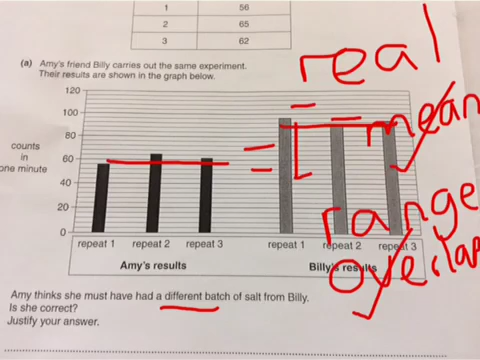 1 56
2 65
3 62
(a) Amy's friend Billy carries out the same experiment.
Their results are shown in the graph below.
real
120
100
80
60
40
20
0
counts
in
one minute
mean
range
overlap
repeat 1 repeat 2 repeat 3 repeat 1 repeat 2 repeat 3
Amy's results Billy's results
Amy thinks she must have had a different batch of salt from Billy.
Is she correct?
Justify your answer.